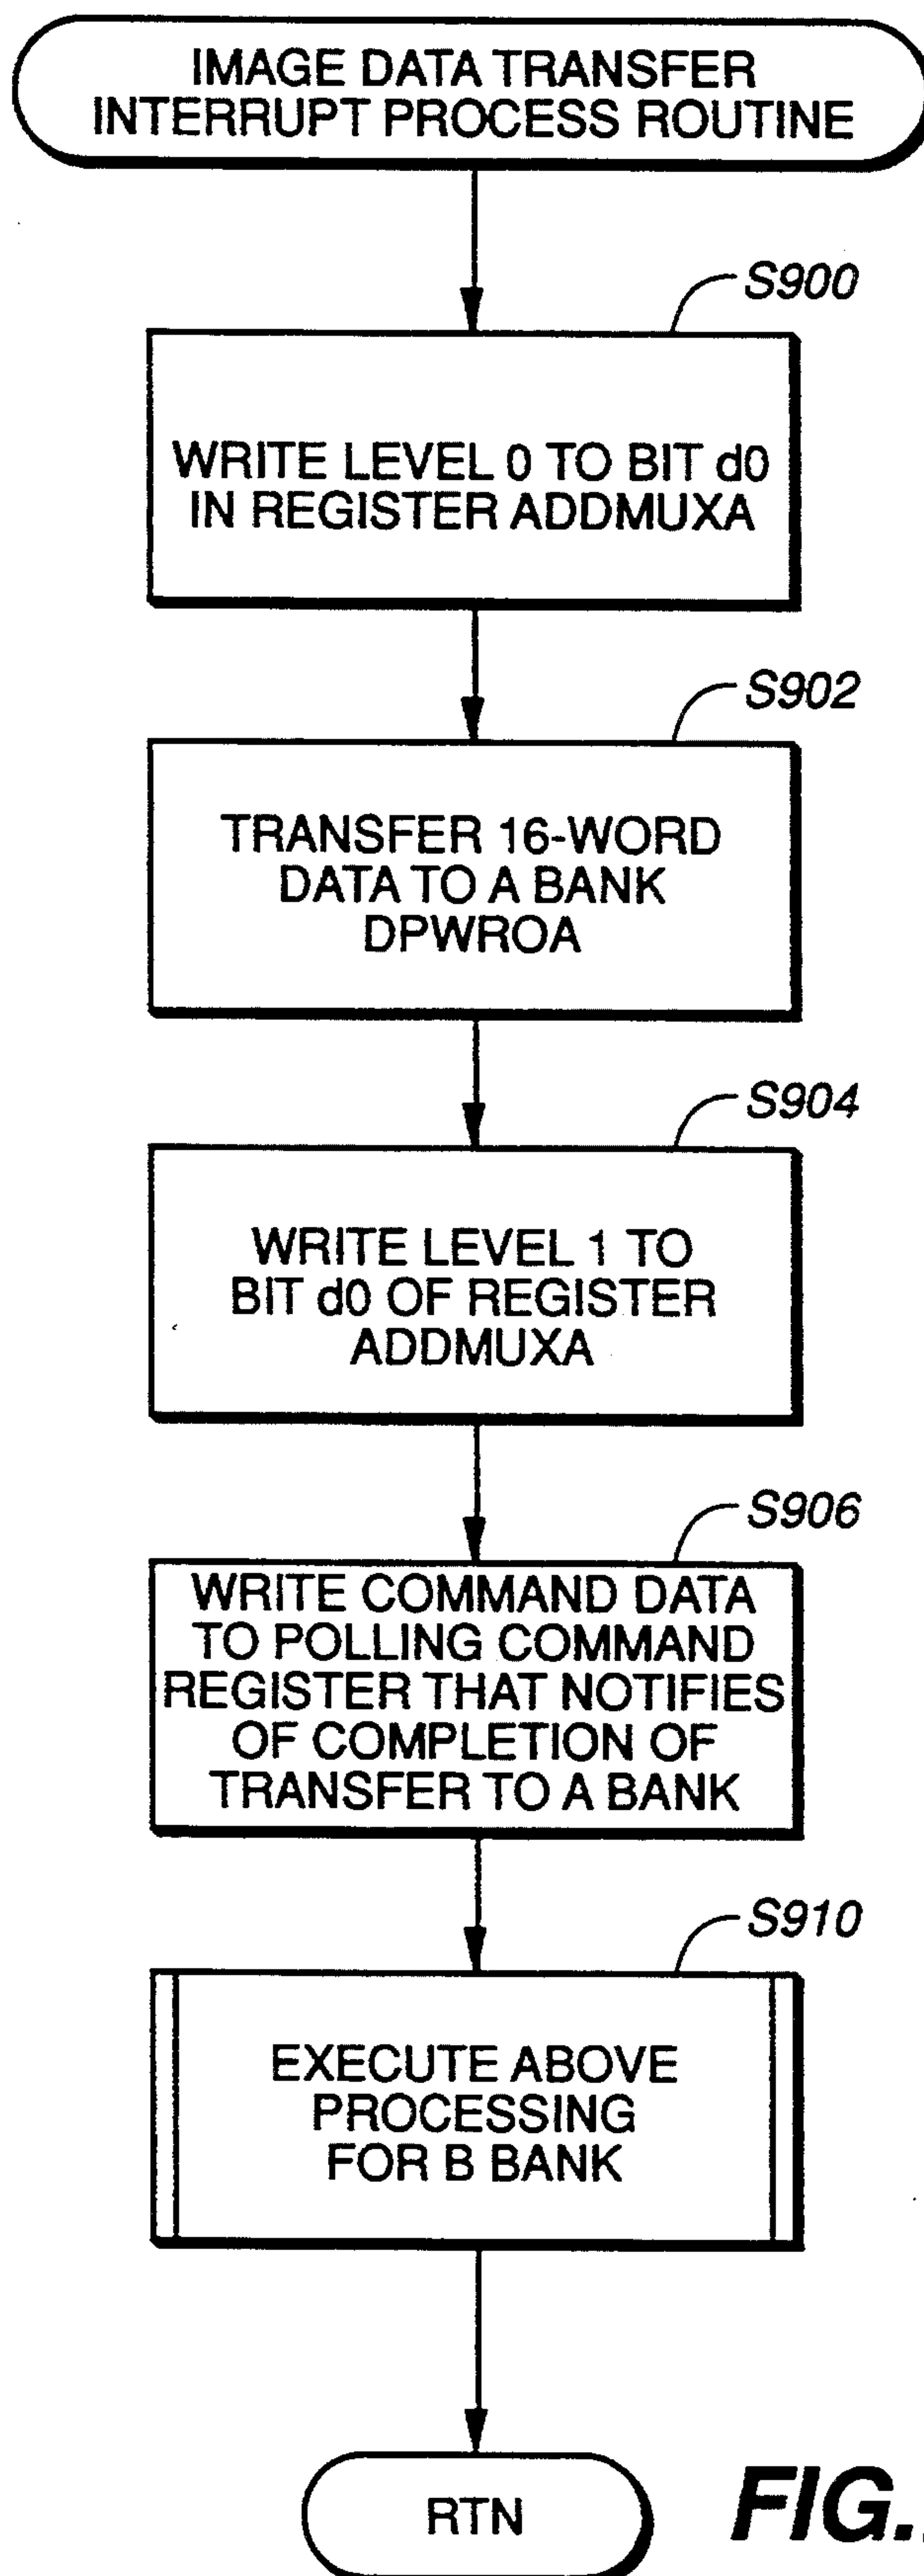 IMAGE DATA TRANSFER
INTERRUPT PROCESS ROUTINE
S900
WRITE LEVEL 0 TO BIT d0
IN REGISTER ADDMUXA
S902
TRANSFER 16-WORD
DATA TO A BANK
DPWROA
S904
WRITE LEVEL 1 TO
BIT d0 OF REGISTER
ADDMUXA
S906
WRITE COMMAND DATA
TO POLLING COMMAND
REGISTER THAT NOTIFIES
OF COMPLETION OF
TRANSFER TO A BANK
S910
EXECUTE ABOVE
PROCESSING
FOR B BANK
RTN
FIG.